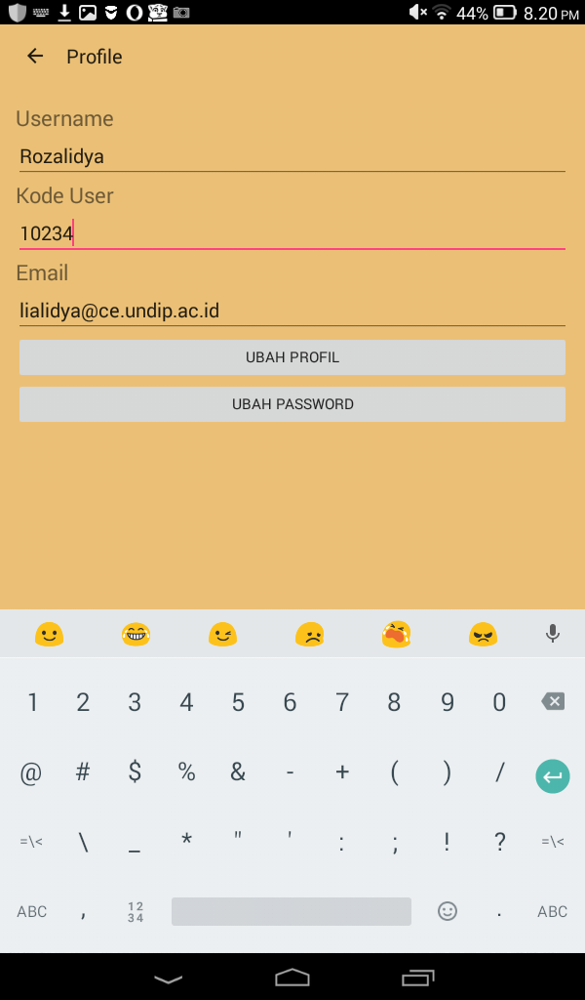 44% 8.20 PM
Profile
Username
Rozalidya
Kode User
10234
Email
lialidya@ce.undip.ac.id
UBAH PROFIL
UBAH PASSWORD
1 2 3 4 5 6 7 8 9 0
@ # $ % & - + ( ) /
=\< \ _ * " ' : ; ! ? =\<
ABC , 12 . ABC
34